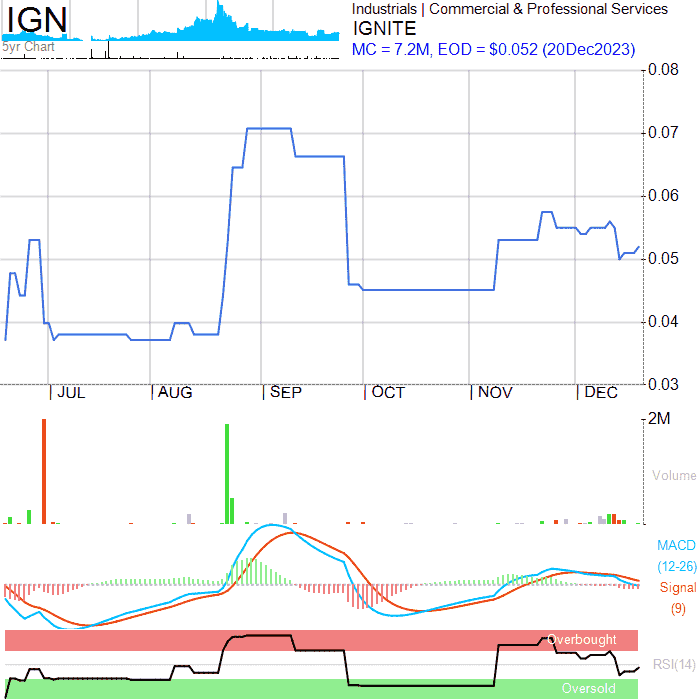 IGN
5yr Chart
Industrials | Commercial & Professional Services
IGNITE
MC = 7.2M, EOD = $0.052 (20Dec2023)
0.08
0.07
0.06
0.05
0.04
0.03
JUL AUG SEP OCT NOV DEC
2M
Volume
MACD
(12-26)
Signal
(9)
Overbought
RSI(14)
Oversold